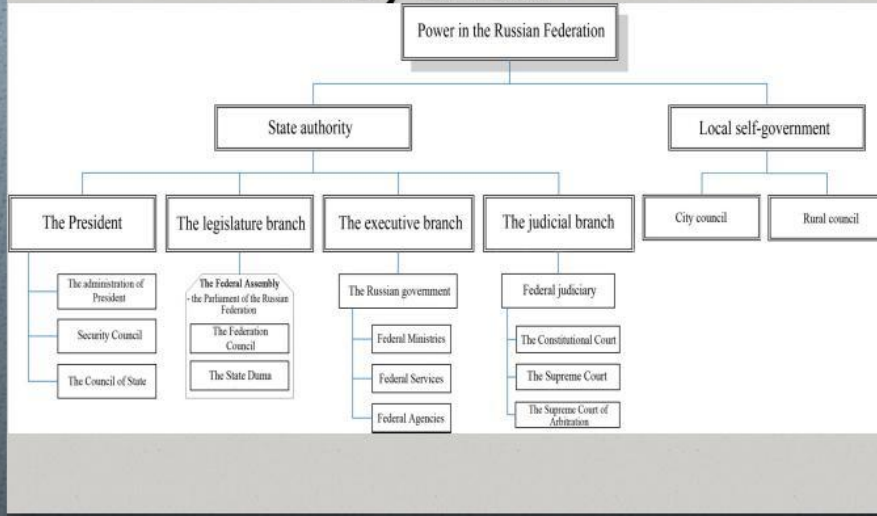 Power in the Russian Federation
State authority
Local self-government
The President
The legislature branch
The executive branch
The judicial branch
City council
Rural council
The administration of
President
Security Council
The Council of State
The Federal Assembly
- the Parliament of the Russian
Federation
The Federation
Council
The State Duma
The Russian government
Federal Ministries
Federal Services
Federal Agencies
Federal judiciary
The Constitutional Court
The Supreme Court
The Supreme Court of
Arbitration